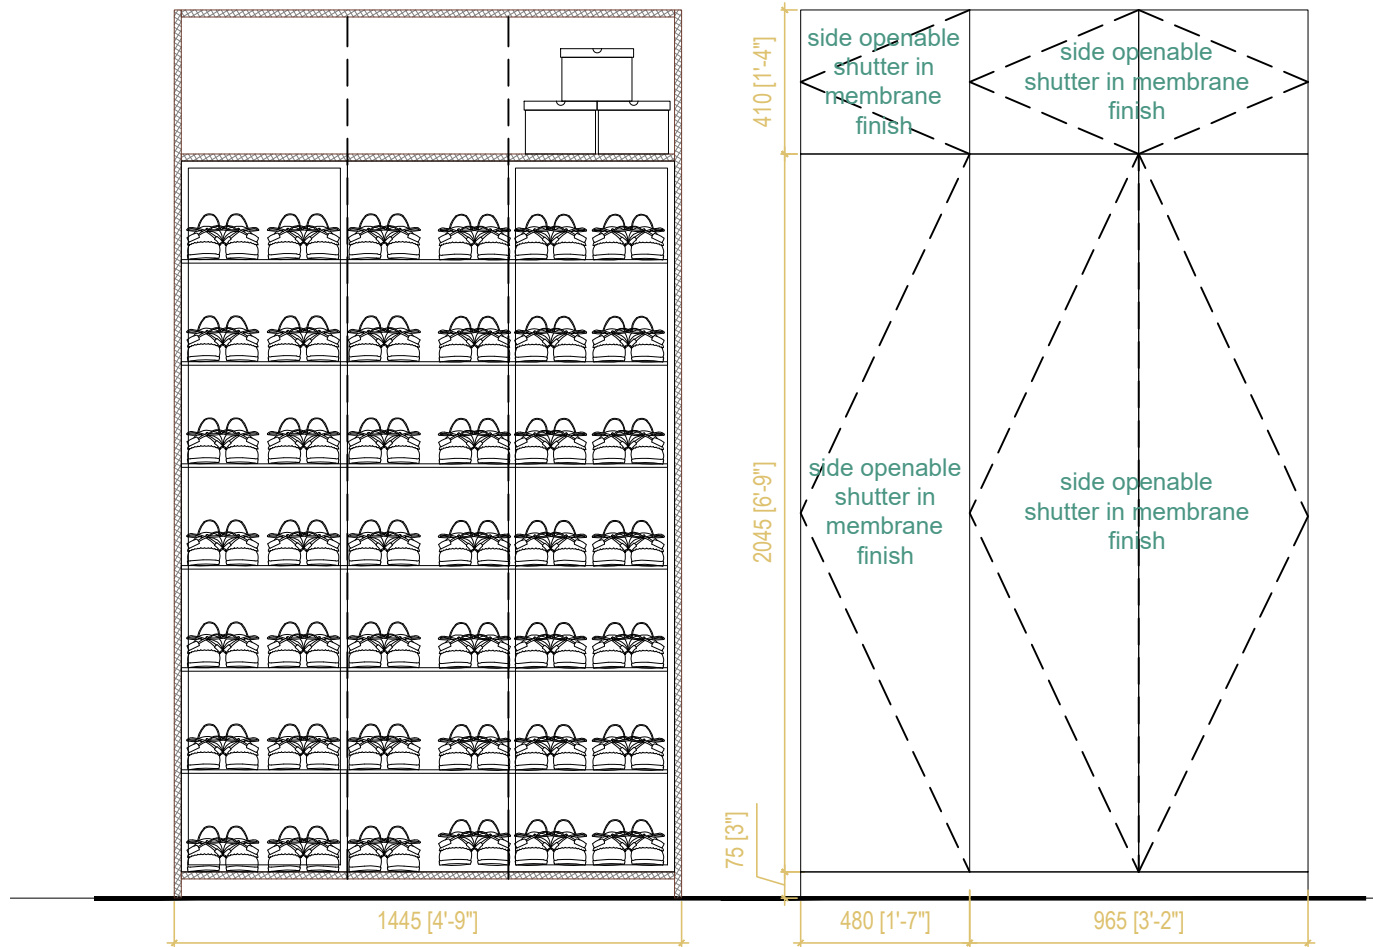 side openable
shutter in
membrane
finish
side openable
shutter in membrane
finish
410 [1'-4"]
side openable
shutter in
membrane
finish
side openable
shutter in membrane
finish
2045 [6'-9"]
75 [3"]
1445 [4'-9"]
480 [1'-7"]
965 [3'-2"]